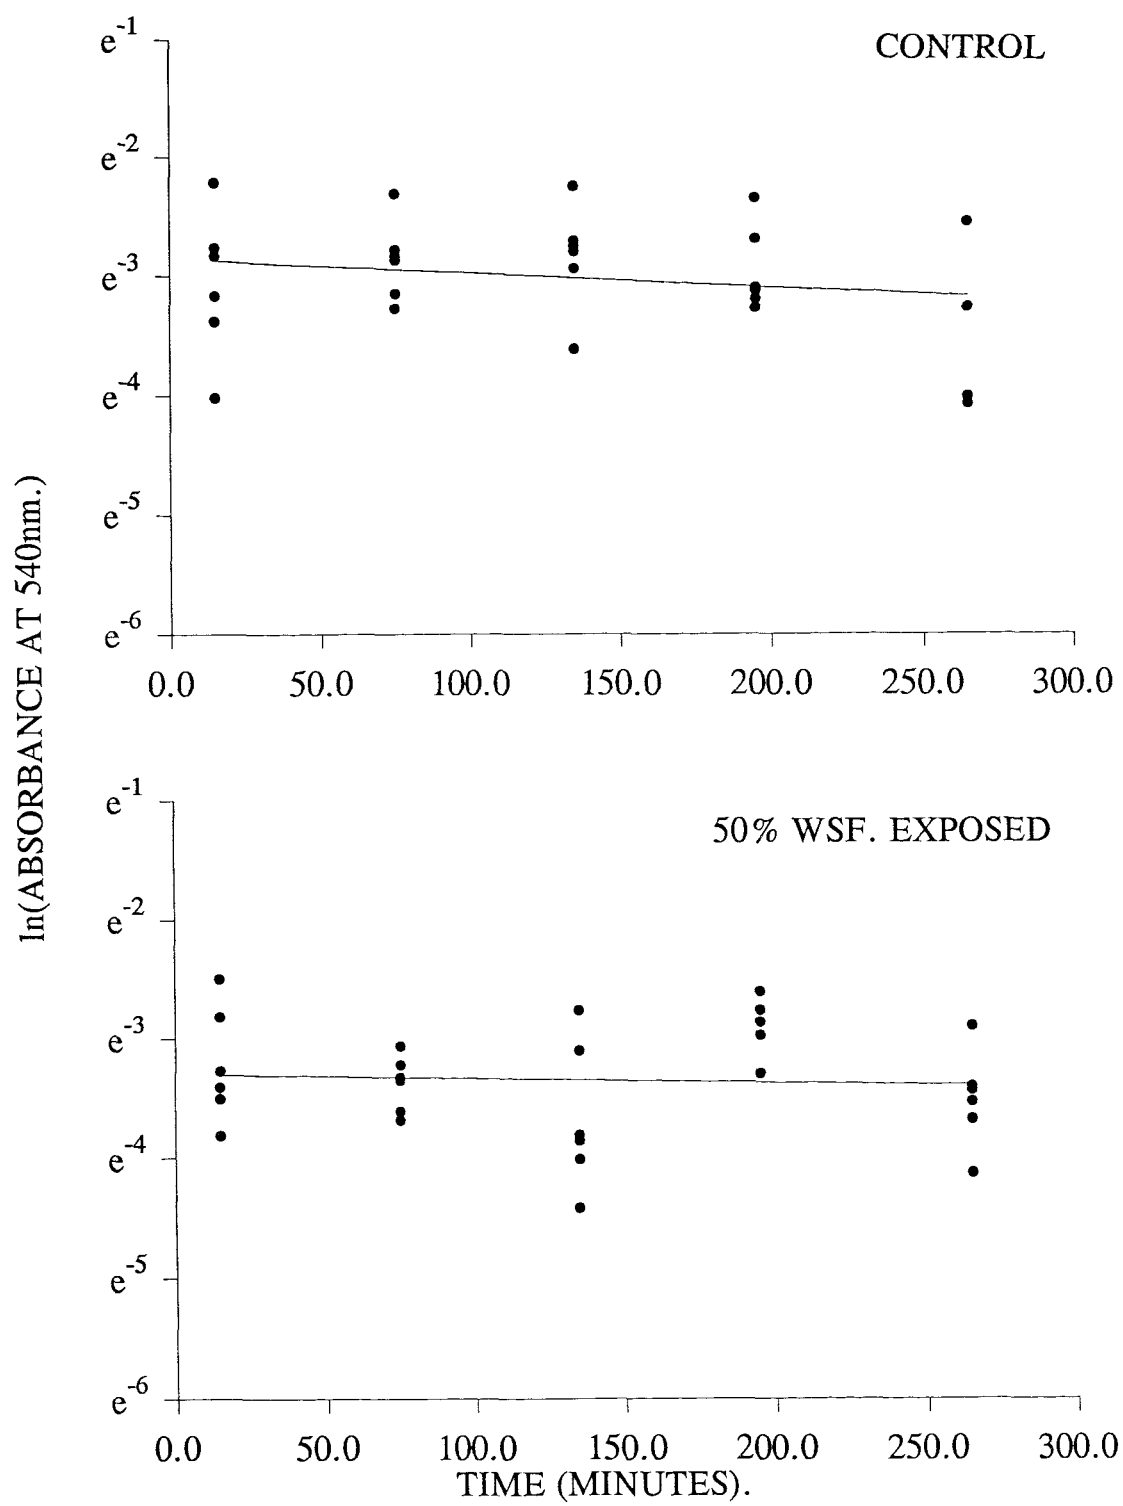 CONTROL
e^-1
e^-2
e^-3
e^-4
e^-5
e^-6
0.0 50.0 100.0 150.0 200.0 250.0 300.0
ln(ABSORBANCE AT 540nm.)
50% WSF. EXPOSED
e^-1
e^-2
e^-3
e^-4
e^-5
e^-6
0.0 50.0 100.0 150.0 200.0 250.0 300.0
TIME (MINUTES).